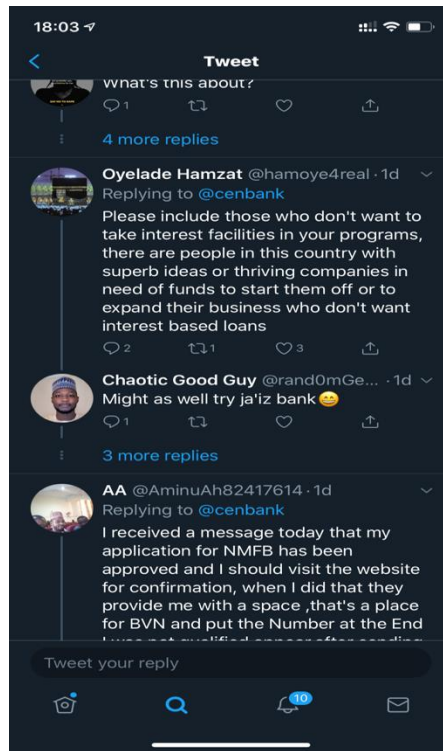 18:03
Tweet
What's this about?
1
4 more replies
Oyelade Hamzat @hamoye4real · 1d
Replying to @cenbank
Please include those who don't want to
take interest facilities in your programs,
there are people in this country with
superb ideas or thriving companies in
need of funds to start them off or to
expand their business who don't want
interest based loans
2 1 3
Chaotic Good Guy @rand0mGe... · 1d
Might as well try ja'iz bank😄
1
3 more replies
AA @AminuAh82417614 · 1d
Replying to @cenbank
I received a message today that my
application for NMFB has been
approved and I should visit the website
for confirmation, when I did that they
provide me with a space ,that's a place
for BVN and put the Number at the End
I was not qualified appear after sending
Tweet your reply
10